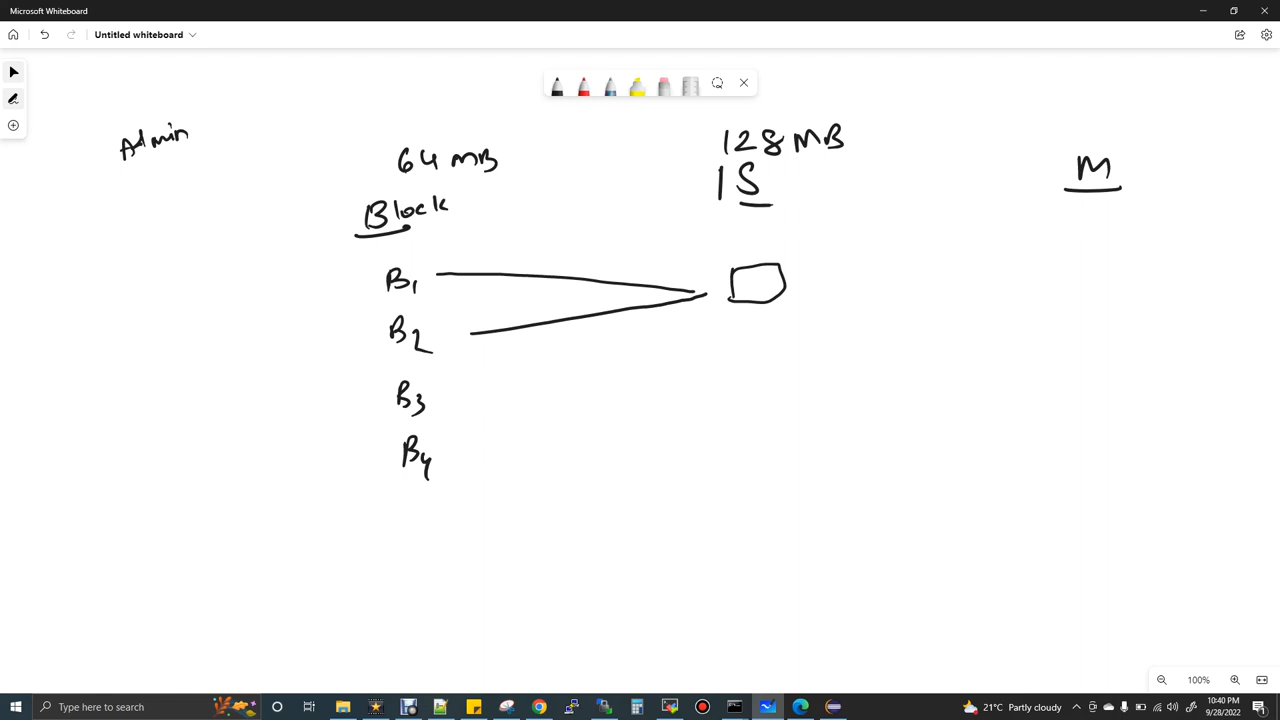 Microsoft Whiteboard
Untitled whiteboard
Admin
64 MB
128 MB
M
Block
1 S
B1
B2
B3
B4
100%
Type here to search
21°C Partly cloudy
10:40 PM
9/28/2022
1